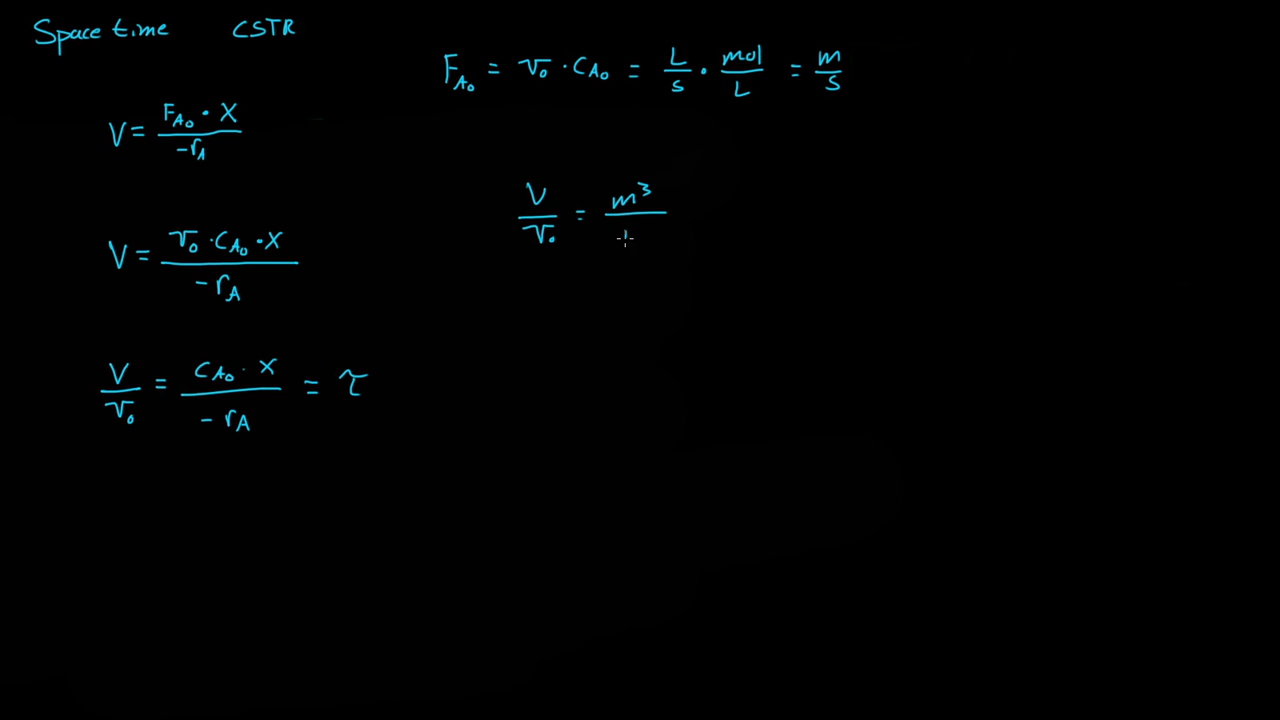 Space time CSTR
F_A0 = v0 · C_A0 = L/s · mol/L = m/s
V = F_A0 · X / -r_A
V/v0 = m³
V = v0 · C_A0 · X / -r_A
V/v0 = C_A0 · X / -r_A = τ